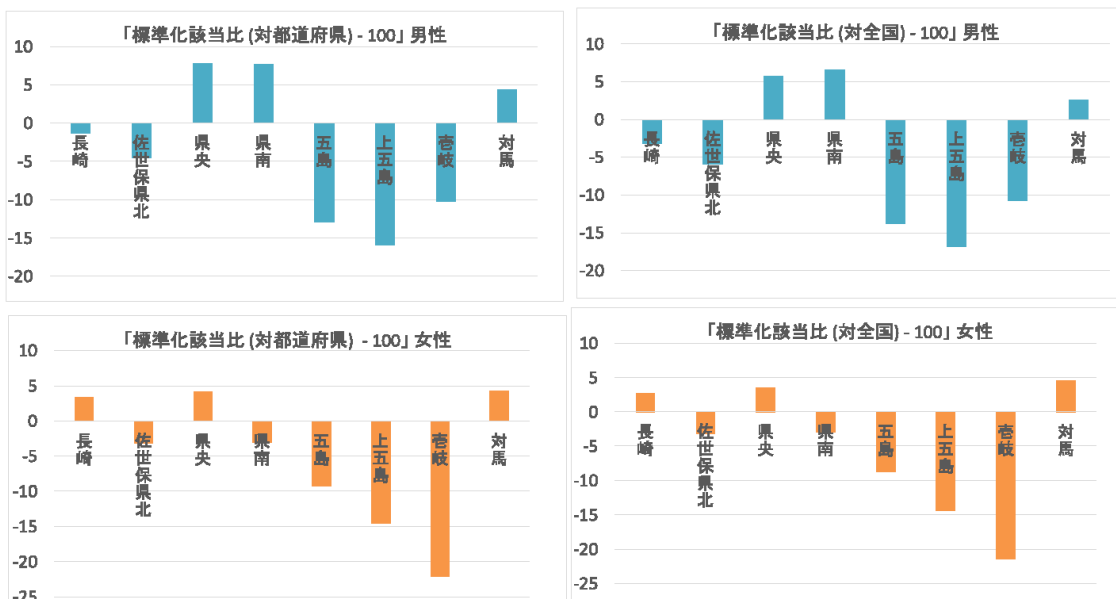 「標準化該当比 (対都道府県) - 100」 男性
10
5
0
-5
-10
-15
-20
長崎
佐世保県北
県央
県南
五島
上五島
壱岐
対馬
「標準化該当比 (対全国) - 100」 男性
10
5
0
-5
-10
-15
-20
長崎
佐世保県北
県央
県南
五島
上五島
壱岐
対馬
「標準化該当比 (対都道府県) - 100」 女性
10
5
0
-5
-10
-15
-20
-25
長崎
佐世保県北
県央
県南
五島
上五島
壱岐
対馬
「標準化該当比 (対全国) - 100」 女性
10
5
0
-5
-10
-15
-20
-25
長崎
佐世保県北
県央
県南
五島
上五島
壱岐
対馬